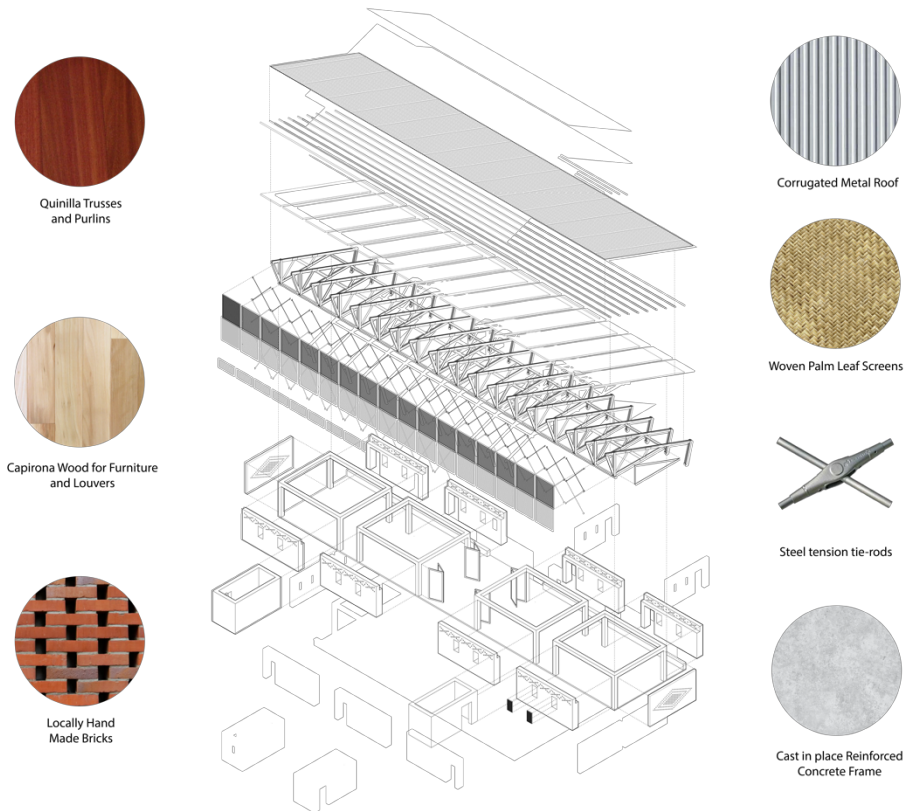 Quinilla Trusses
and Purlins
Capirona Wood for Furniture
and Louvers
Locally Hand
Made Bricks
Corrugated Metal Roof
Woven Palm Leaf Screens
Steel tension tie-rods
Cast in place Reinforced
Concrete Frame